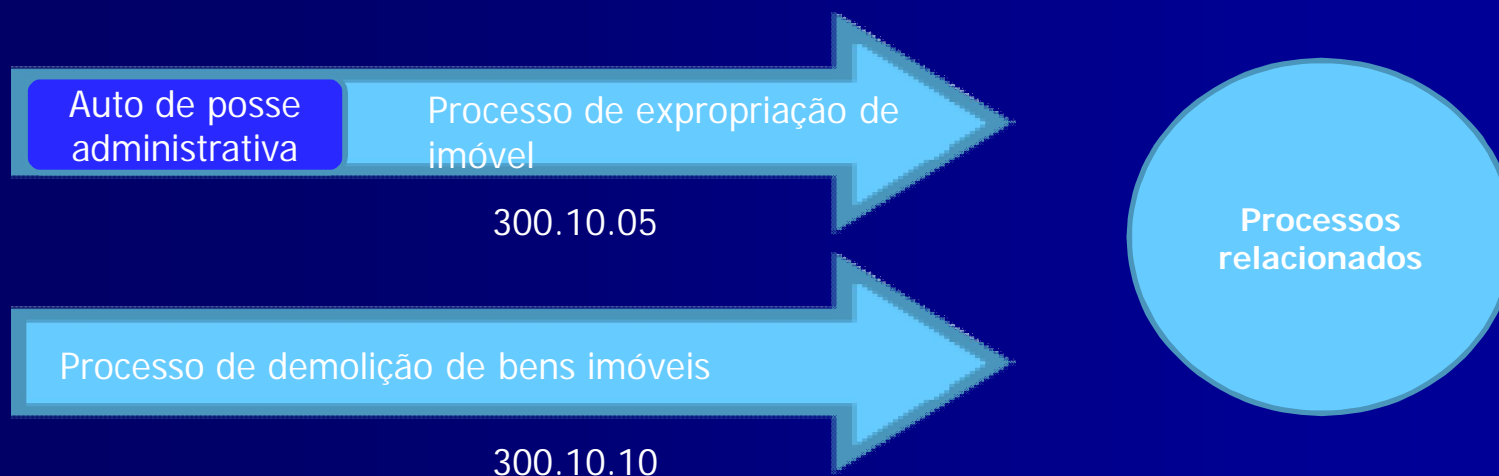 Auto de posse
administrativa
Processo de expropriação de
imóvel
300.10.05
Processo de demolição de bens imóveis
300.10.10
Processos
relacionados